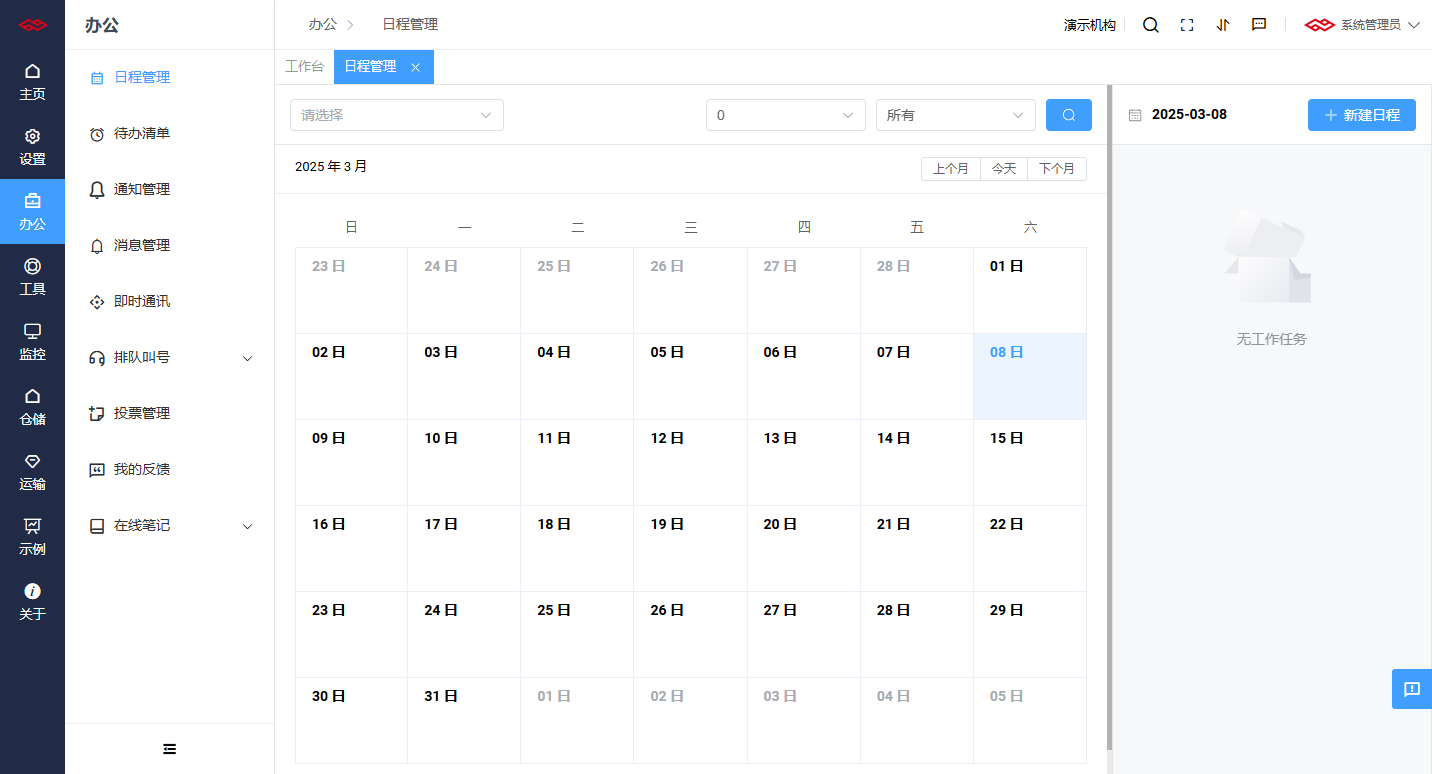 主页
设置
办公
工具
监控
仓储
运输
示例
关于
办公
日程管理
待办清单
通知管理
消息管理
即时通讯
排队叫号
投票管理
我的反馈
在线笔记
办公 日程管理
演示机构
系统管理员
工作台 日程管理
请选择 0 所有
2025 年 3 月
上个月 今天 下个月
日 一 二 三 四 五 六
23 日 24 日 25 日 26 日 27 日 28 日 01 日
02 日 03 日 04 日 05 日 06 日 07 日 08 日
09 日 10 日 11 日 12 日 13 日 14 日 15 日
16 日 17 日 18 日 19 日 20 日 21 日 22 日
23 日 24 日 25 日 26 日 27 日 28 日 29 日
30 日 31 日 01 日 02 日 03 日 04 日 05 日
2025-03-08 新建日程
无工作任务